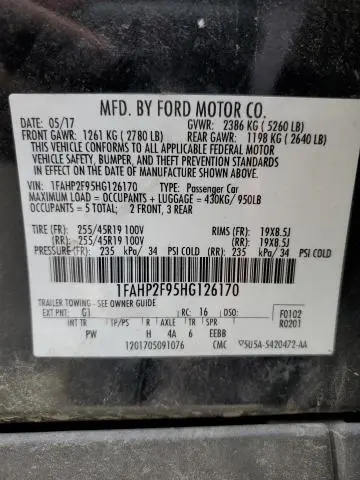 MFD. BY FORD MOTOR CO.
DATE: 05/17 GVWR: 2386 KG ( 5260 LB)
FRONT GAWR: 1261 KG ( 2780 LB) REAR GAWR: 1198 KG ( 2640 LB)
THIS VEHICLE CONFORMS TO ALL APPLICABLE FEDERAL MOTOR
VEHICLE SAFETY, BUMPER, AND THEFT PREVENTION STANDARDS
IN EFFECT ON THE DATE OF MANUFACTURE SHOWN ABOVE.
VIN: 1FAHP2F95HG126170 TYPE: Passenger Car
MAXIMUM LOAD = OCCUPANTS + LUGGAGE = 430KG/ 950LB
OCCUPANTS = 5 TOTAL; 2 FRONT, 3 REAR
TIRE (FR): 255/45R19 100V RIMS (FR): 19X8.5J
(RR): 255/45R19 100V (RR): 19X8.5J
PRESSURE (FR): 235 kPa/ 34 PSI COLD (RR): 235 kPa/ 34 PSI COLD
1FAHP2F95HG126170
TRAILER TOWING - SEE OWNERS GUIDE
EXT PNT: G1 RC: 16 DSO: F0102
WB INT TR TP/PS R AXLE TR SPR R0201
PW H 4A 6 EEBB
1201705091076 CMC 5U5A-5420472-AA